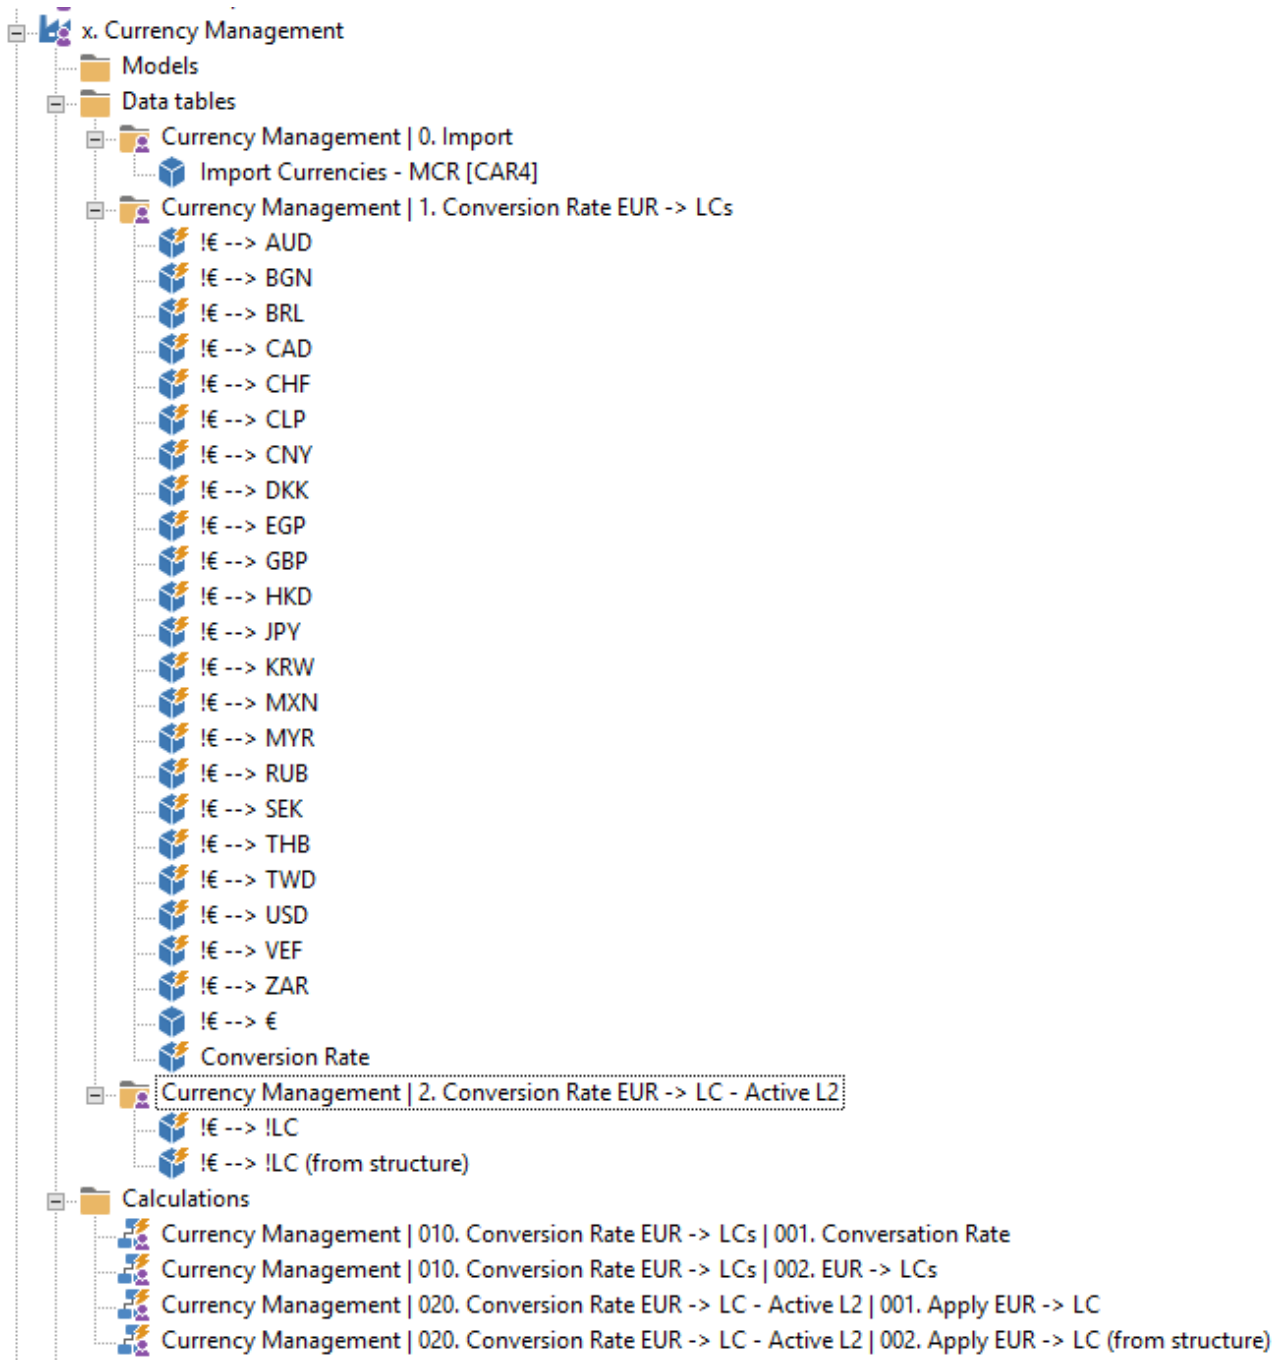 x. Currency Management
Models
Data tables
Currency Management | 0. Import
Import Currencies - MCR [CAR4]
Currency Management | 1. Conversion Rate EUR -> LCs
!€ --> AUD
!€ --> BGN
!€ --> BRL
!€ --> CAD
!€ --> CHF
!€ --> CLP
!€ --> CNY
!€ --> DKK
!€ --> EGP
!€ --> GBP
!€ --> HKD
!€ --> JPY
!€ --> KRW
!€ --> MXN
!€ --> MYR
!€ --> RUB
!€ --> SEK
!€ --> THB
!€ --> TWD
!€ --> USD
!€ --> VEF
!€ --> ZAR
!€ --> €
Conversion Rate
Currency Management | 2. Conversion Rate EUR -> LC - Active L2
!€ --> !LC
!€ --> !LC (from structure)
Calculations
Currency Management | 010. Conversion Rate EUR -> LCs | 001. Conversation Rate
Currency Management | 010. Conversion Rate EUR -> LCs | 002. EUR -> LCs
Currency Management | 020. Conversion Rate EUR -> LC - Active L2 | 001. Apply EUR -> LC
Currency Management | 020. Conversion Rate EUR -> LC - Active L2 | 002. Apply EUR -> LC (from structure)